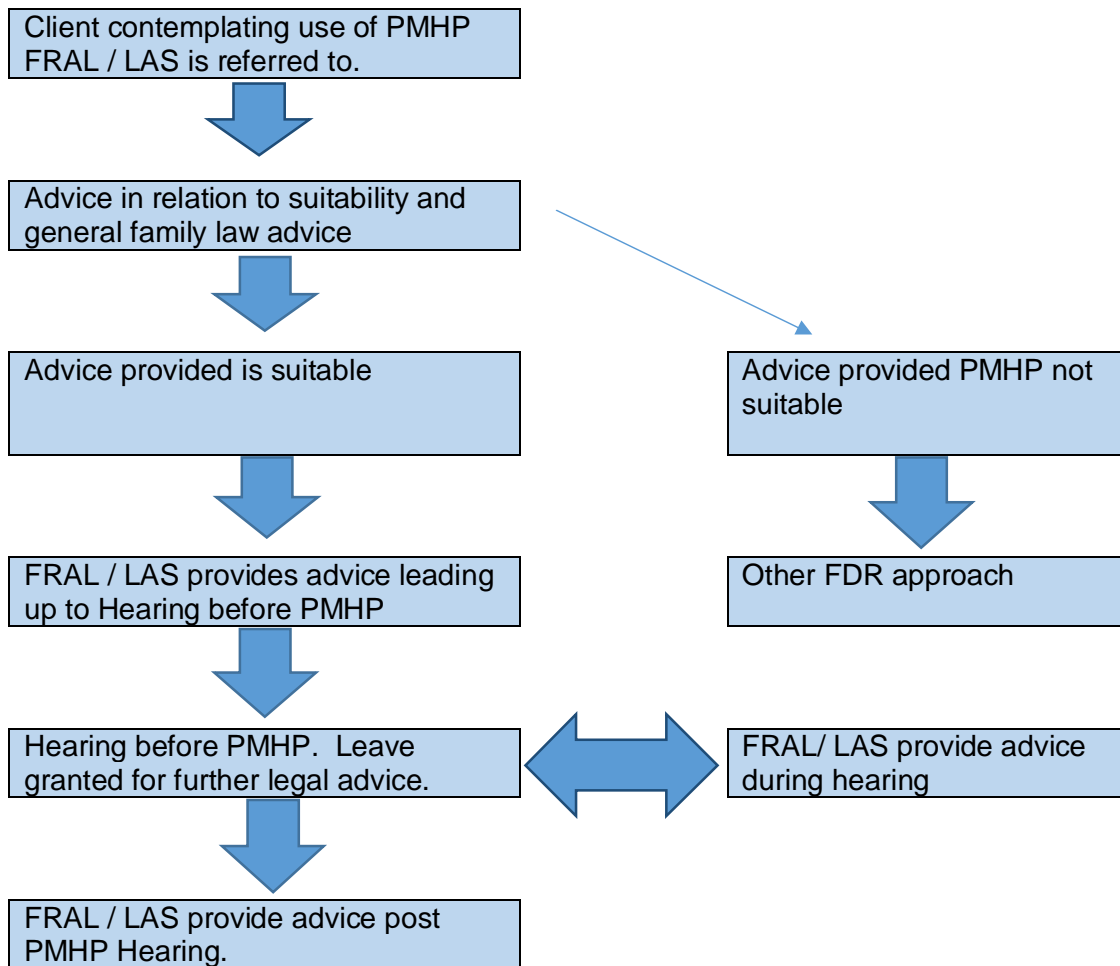 Client contemplating use of PMHP
FRAL / LAS is referred to.
Advice in relation to suitability and
general family law advice
Advice provided is suitable
Advice provided PMHP not
suitable
FRAL / LAS provides advice leading
up to Hearing before PMHP
Other FDR approach
Hearing before PMHP.  Leave
granted for further legal advice.
FRAL/ LAS provide advice
during hearing
FRAL / LAS provide advice post
PMHP Hearing.